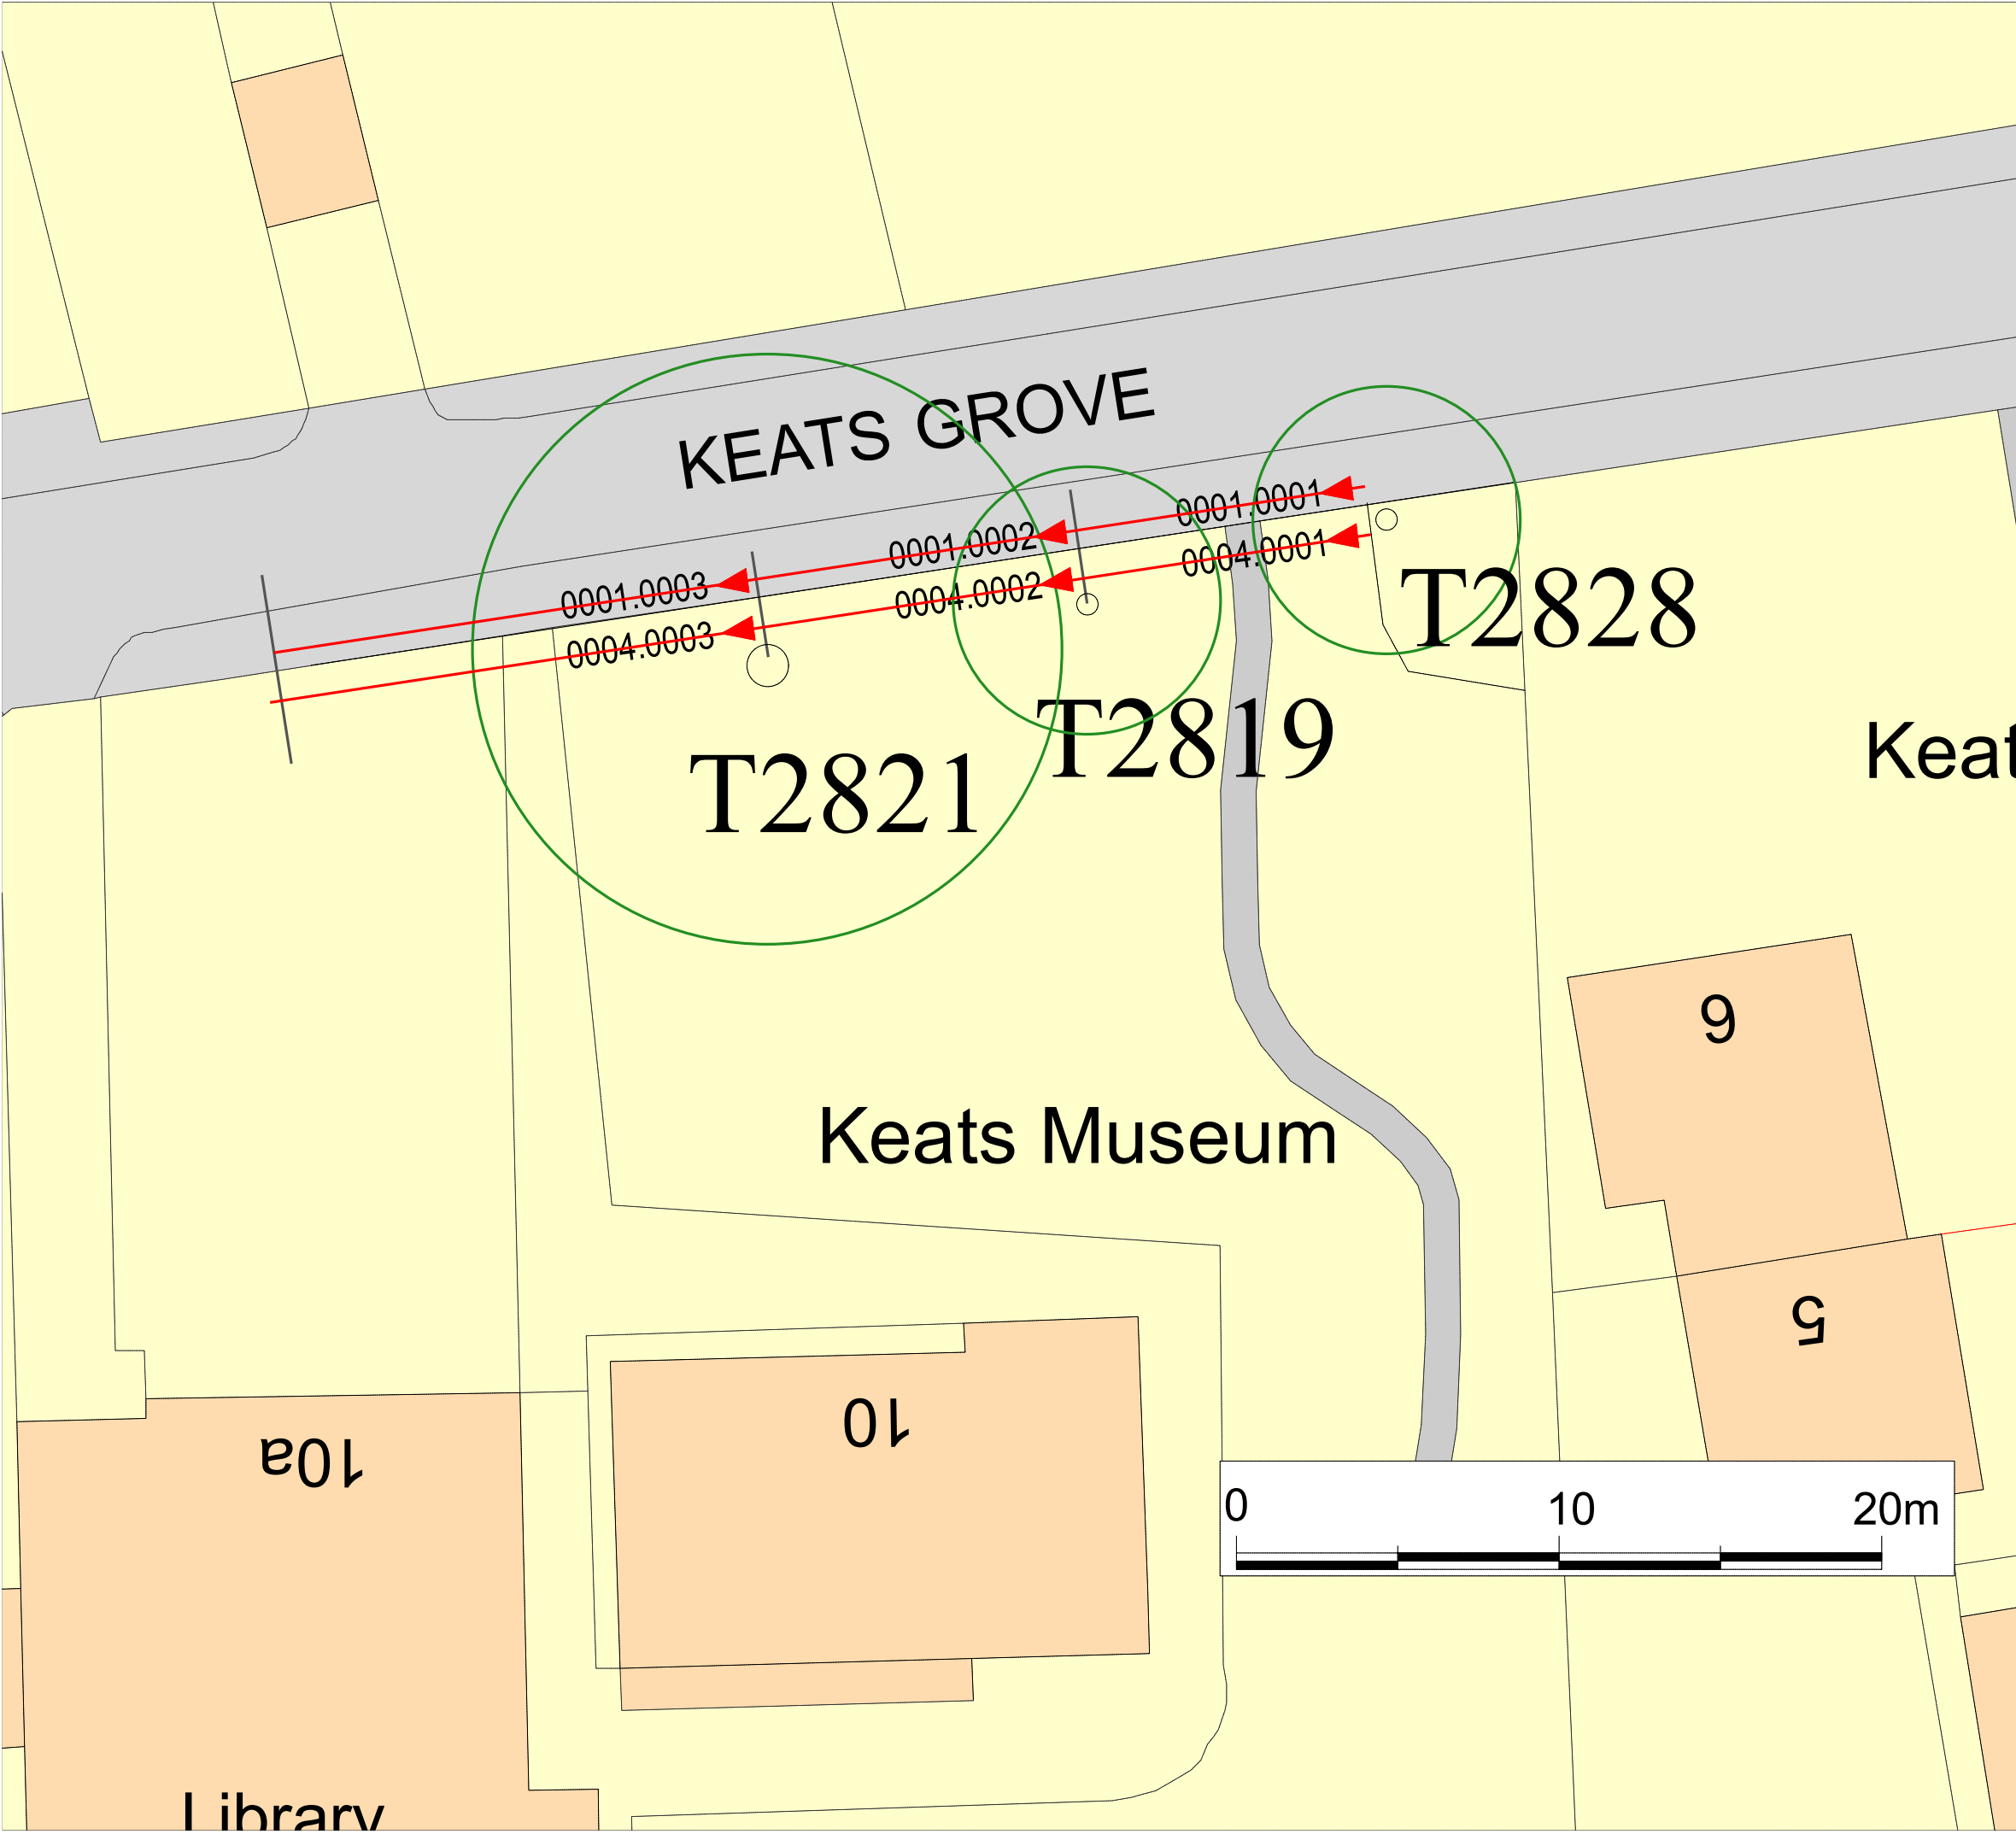 KEATS GROVE
0001.0001
0001.0002
0001.0003
0004.0001
0004.0002
0004.0003
T2828
T2819
T2821
Keat
Keats Museum
9
5
10
10a
0 10 20m
Library